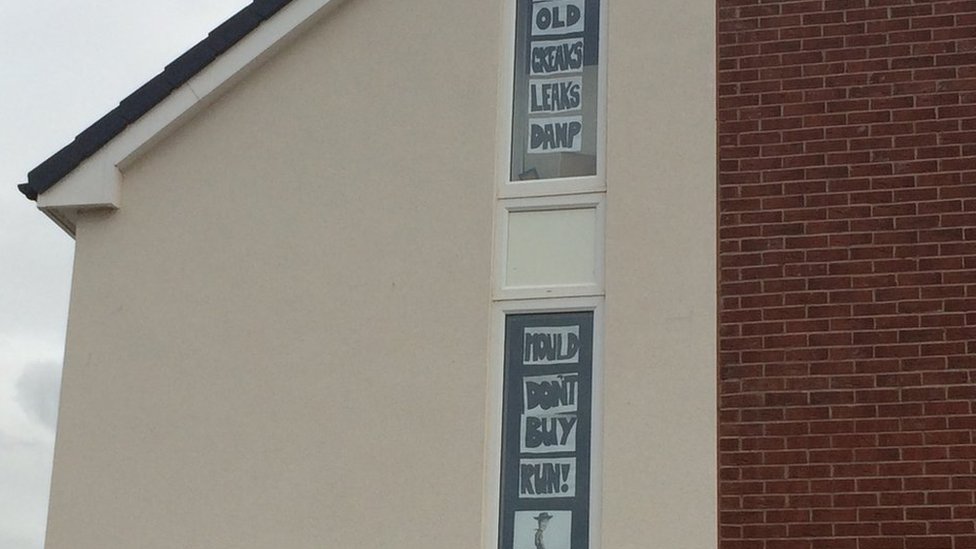 OLD
CREAKS
LEAKS
DAMP
MOULD
DON'T
BUY
RUN!